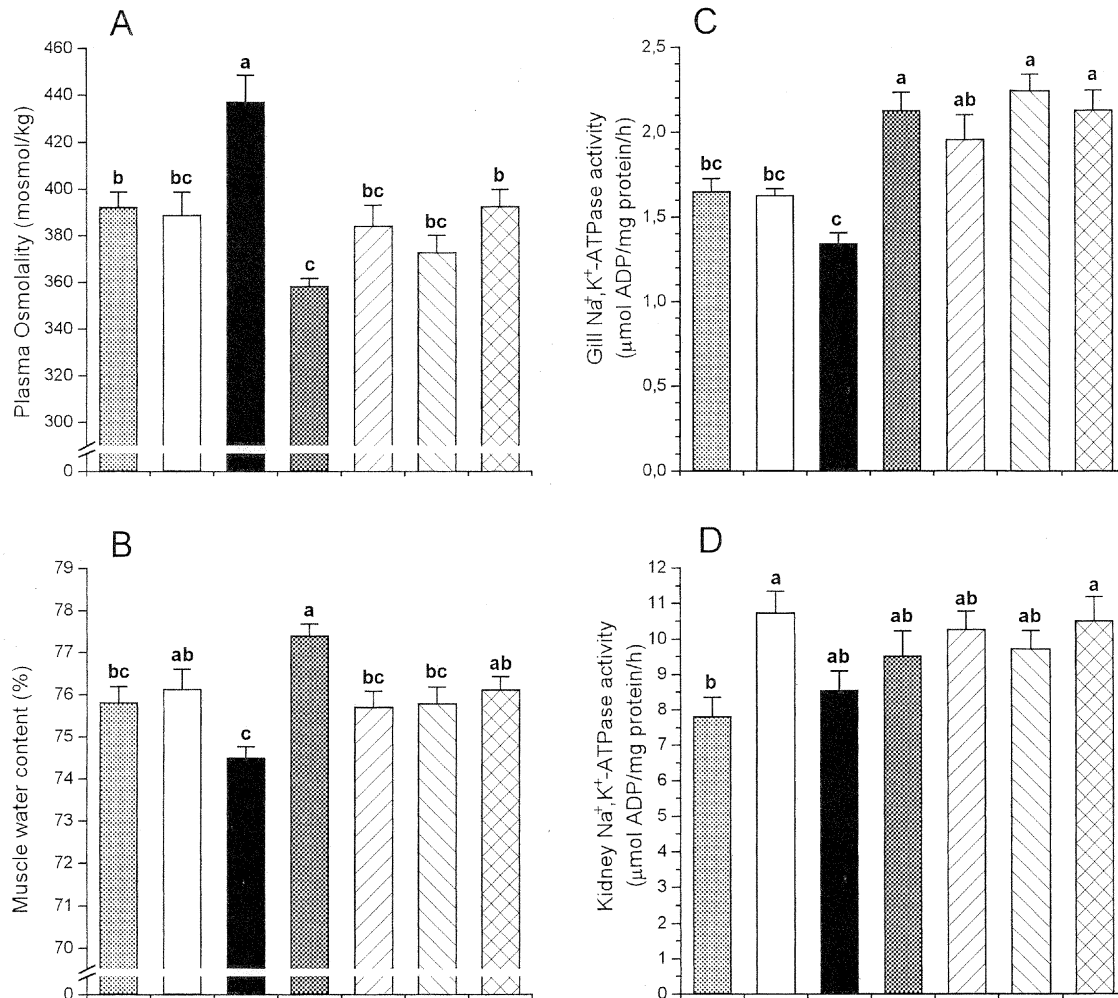 A
Plasma Osmolality (mosmol/kg)
460
440
420
400
380
360
340
320
300
0
b
bc
a
c
bc
bc
b
C
Gill Na⁺,K⁺-ATPase activity
(μmol ADP/mg protein/h)
2,5
2,0
1,5
1,0
0,5
0,0
bc
bc
c
a
ab
a
a
B
Muscle water content (%)
79
78
77
76
75
74
73
72
71
70
0
bc
ab
c
a
bc
bc
ab
D
Kidney Na⁺,K⁺-ATPase activity
(μmol ADP/mg protein/h)
12
11
10
9
8
7
6
5
4
3
2
1
0
b
a
ab
ab
ab
ab
a